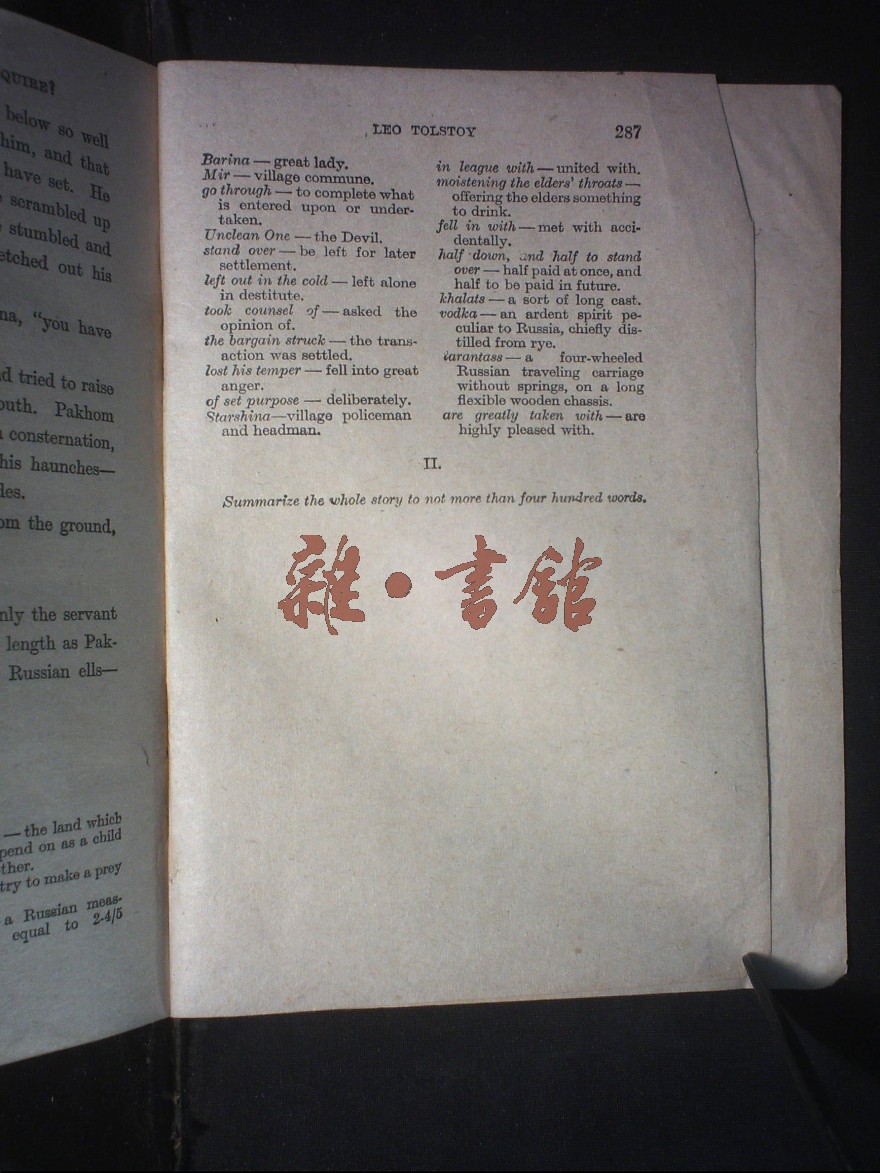 QUIRE?
below so well
him, and that
have set. He
scrambled up
stumbled and
etched out his
na, “you have
d tried to raise
outh. Pakhom
consternation,
his haunches—
les.
om the ground,
nly the servant
length as Pak-
Russian ells—
— the land which
pend on as a child
ther.
try to make a prey
a Russian meas-
equal to 2-4/5
LEO TOLSTOY 287
Barina — great lady.
Mir — village commune.
go through — to complete what
is entered upon or under-
taken.
Unclean One — the Devil.
stand over — be left for later
settlement.
left out in the cold — left alone
in destitute.
took counsel of — asked the
opinion of.
the bargain struck — the trans-
action was settled.
lost his temper — fell into great
anger.
of set purpose — deliberately.
Starshina—village policeman
and headman.
in league with — united with.
moistening the elders’ throats —
offering the elders something
to drink.
fell in with — met with acci-
dentally.
half down, and half to stand
over — half paid at once, and
half to be paid in future.
khalats — a sort of long cast.
vodka — an ardent spirit pe-
culiar to Russia, chiefly dis-
tilled from rye.
tarantass — a four-wheeled
Russian traveling carriage
without springs, on a long
flexible wooden chassis.
are greatly taken with — are
highly pleased with.
II.
Summarize the whole story to not more than four hundred words.
雜·書館